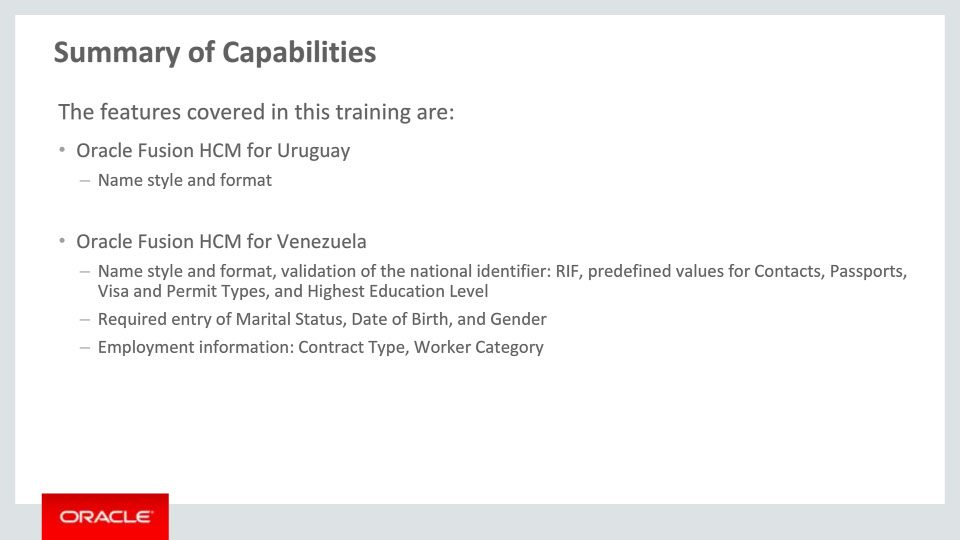 Summary of Capabilities
The features covered in this training are:
• Oracle Fusion HCM for Uruguay
– Name style and format
• Oracle Fusion HCM for Venezuela
– Name style and format, validation of the national identifier: RIF, predefined values for Contacts, Passports,
Visa and Permit Types, and Highest Education Level
– Required entry of Marital Status, Date of Birth, and Gender
– Employment information: Contract Type, Worker Category
ORACLE